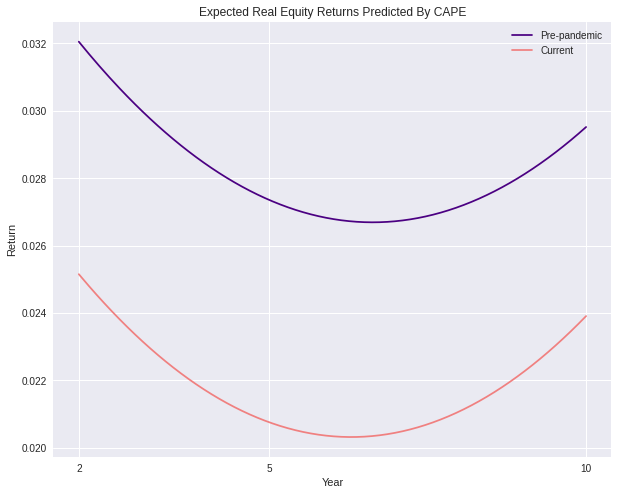 Expected Real Equity Returns Predicted By CAPE
Pre-pandemic
Current
Return
0.032
0.030
0.028
0.026
0.024
0.022
0.020
2
5
10
Year